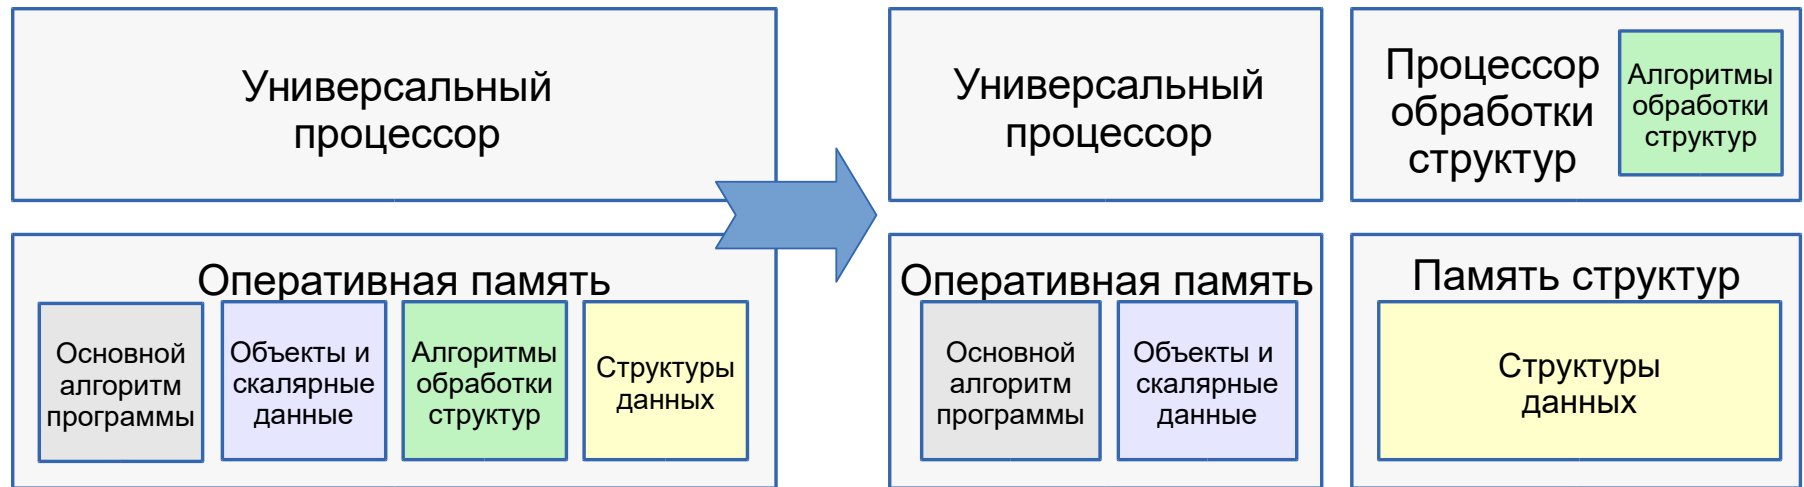 Универсальный
процессор
Оперативная память
Основной
алгоритм
программы
Объекты и
скалярные
данные
Алгоритмы
обработки
структур
Структуры
данных
Универсальный
процессор
Процессор
обработки
структур
Алгоритмы
обработки
структур
Оперативная память
Основной
алгоритм
программы
Объекты и
скалярные
данные
Память структур
Структуры
данных